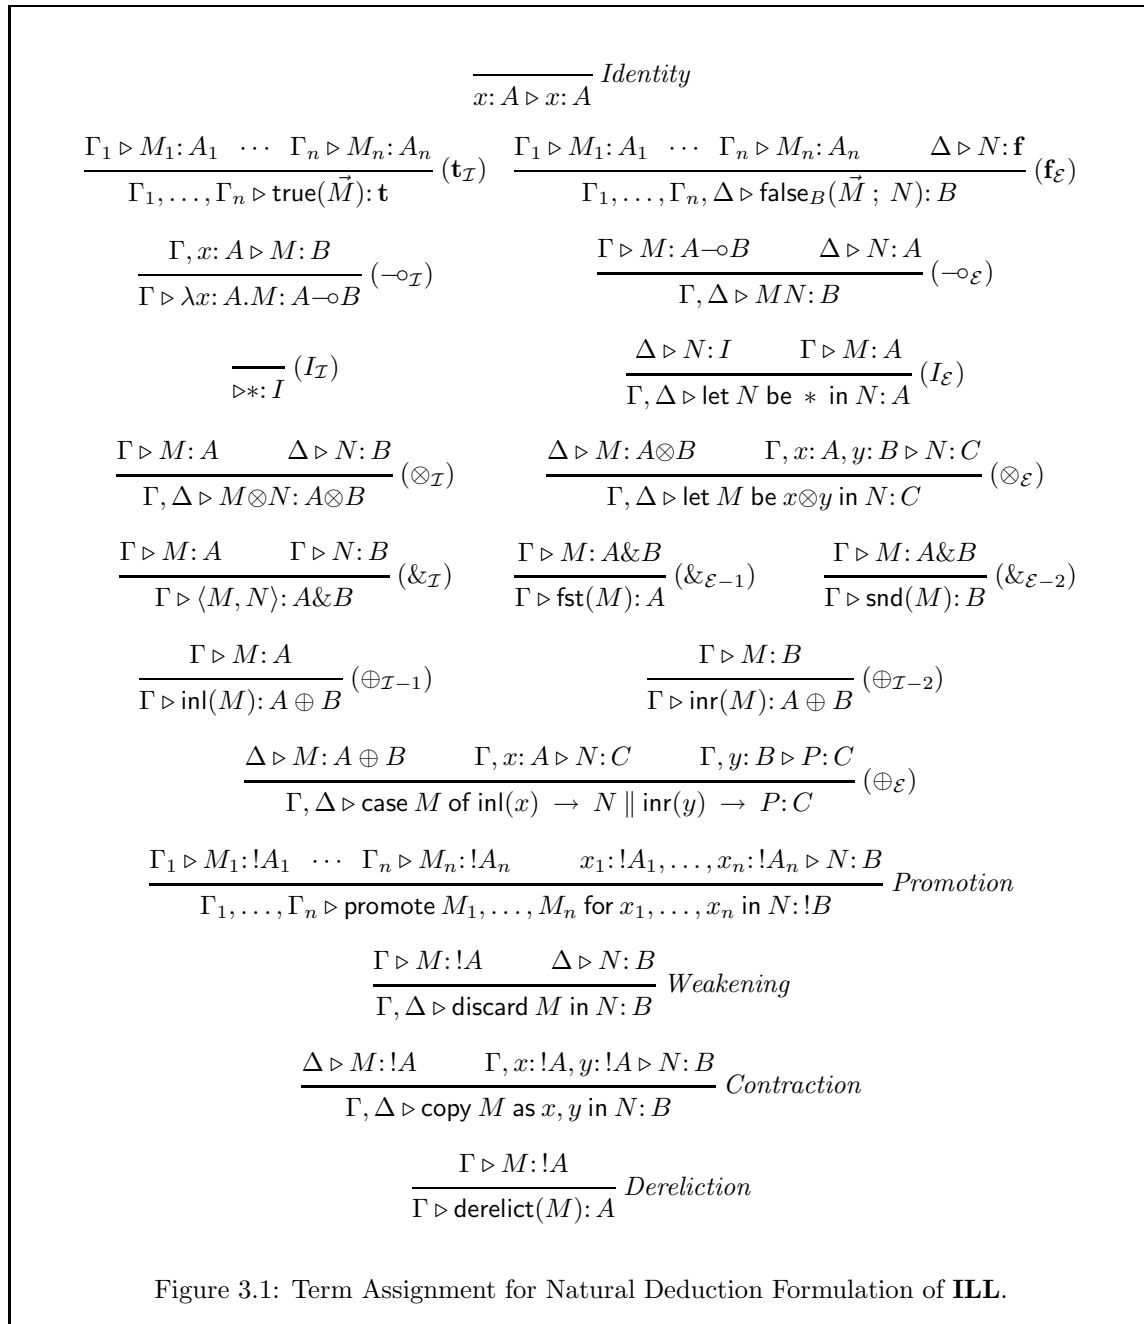 x: A ▷ x: A Identity
Γ₁ ▷ M₁: A₁ ⋯ Γₙ ▷ Mₙ: Aₙ    Γ₁ ▷ M₁: A₁ ⋯ Γₙ ▷ Mₙ: Aₙ    Δ ▷ N: f
Γ₁, …, Γₙ ▷ true(M⃗): t (t_ℐ)    Γ₁, …, Γₙ, Δ ▷ false_B(M⃗ ; N): B (f_ℰ)
Γ, x: A ▷ M: B    Γ ▷ M: A⊸B    Δ ▷ N: A
Γ ▷ λx: A.M: A⊸B (⊸_ℐ)    Γ, Δ ▷ MN: B (⊸_ℰ)
Δ ▷ N: I    Γ ▷ M: A
▷*: I (I_ℐ)    Γ, Δ ▷ let N be * in N: A (I_ℰ)
Γ ▷ M: A    Δ ▷ N: B    Δ ▷ M: A⊗B    Γ, x: A, y: B ▷ N: C
Γ, Δ ▷ M⊗N: A⊗B (⊗_ℐ)    Γ, Δ ▷ let M be x⊗y in N: C (⊗_ℰ)
Γ ▷ M: A    Γ ▷ N: B    Γ ▷ M: A&B    Γ ▷ M: A&B
Γ ▷ ⟨M, N⟩: A&B (&_ℐ)    Γ ▷ fst(M): A (&_ℰ−1)    Γ ▷ snd(M): B (&_ℰ−2)
Γ ▷ M: A    Γ ▷ M: B
Γ ▷ inl(M): A ⊕ B (⊕_ℐ−1)    Γ ▷ inr(M): A ⊕ B (⊕_ℐ−2)
Δ ▷ M: A ⊕ B    Γ, x: A ▷ N: C    Γ, y: B ▷ P: C
Γ, Δ ▷ case M of inl(x) → N ∥ inr(y) → P: C (⊕_ℰ)
Γ₁ ▷ M₁: !A₁ ⋯ Γₙ ▷ Mₙ: !Aₙ    x₁: !A₁, …, xₙ: !Aₙ ▷ N: B
Γ₁, …, Γₙ ▷ promote M₁, …, Mₙ for x₁, …, xₙ in N: !B Promotion
Γ ▷ M: !A    Δ ▷ N: B
Γ, Δ ▷ discard M in N: B Weakening
Δ ▷ M: !A    Γ, x: !A, y: !A ▷ N: B
Γ, Δ ▷ copy M as x, y in N: B Contraction
Γ ▷ M: !A
Γ ▷ derelict(M): A Dereliction
Figure 3.1: Term Assignment for Natural Deduction Formulation of ILL.